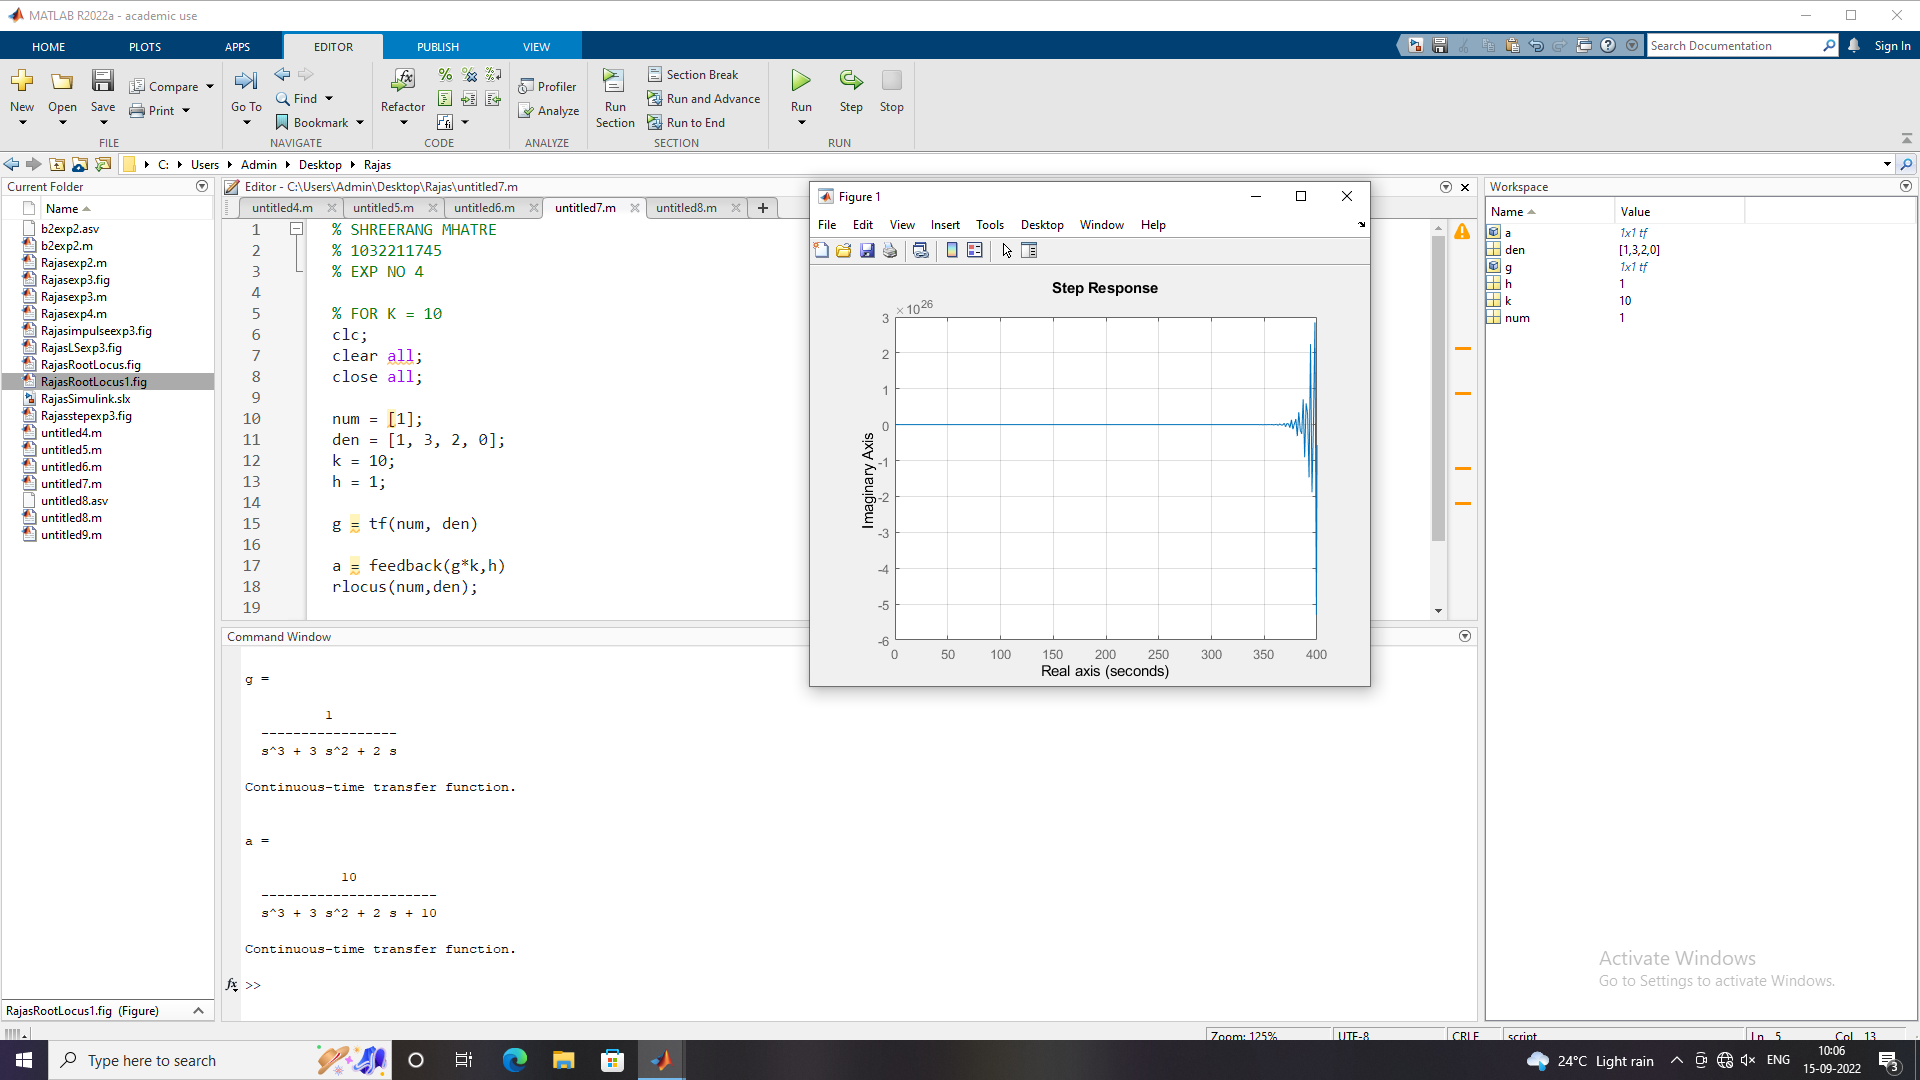 MATLAB R2022a - academic use
HOME PLOTS APPS EDITOR PUBLISH VIEW
Search Documentation
Sign In
New Open Save Compare Print
Go To Find Bookmark
Refactor
Profiler Analyze
Run Section
Section Break
Run and Advance
Run to End
Run Step Stop
FILE NAVIGATE CODE ANALYZE SECTION RUN
C: Users Admin Desktop Rajas
Current Folder
Name
b2exp2.asv
b2exp2.m
Rajasexp2.m
Rajasexp3.fig
Rajasexp3.m
Rajasexp4.m
Rajasimpulseexp3.fig
RajasLSexp3.fig
RajasRootLocus.fig
RajasRootLocus1.fig
RajasSimulink.slx
Rajasstepexp3.fig
untitled4.m
untitled5.m
untitled6.m
untitled7.m
untitled8.asv
untitled8.m
untitled9.m
RajasRootLocus1.fig (Figure)
Editor - C:\Users\Admin\Desktop\Rajas\untitled7.m
untitled4.m untitled5.m untitled6.m untitled7.m untitled8.m
1 % SHREERANG MHATRE
2 % 1032211745
3 % EXP NO 4
4
5 % FOR K = 10
6 clc;
7 clear all;
8 close all;
9
10 num = [1];
11 den = [1, 3, 2, 0];
12 k = 10;
13 h = 1;
14
15 g = tf(num, den)
16
17 a = feedback(g*k,h)
18 rlocus(num,den);
19
Figure 1
File Edit View Insert Tools Desktop Window Help
Step Response
×10^26
3
2
1
0
-1
-2
-3
-4
-5
-6
Imaginary Axis
0 50 100 150 200 250 300 350 400
Real axis (seconds)
Command Window
g =
1
-----------------
s^3 + 3 s^2 + 2 s
Continuous-time transfer function.
a =
10
----------------------
s^3 + 3 s^2 + 2 s + 10
Continuous-time transfer function.
fx >>
Workspace
Name Value
a 1x1 tf
den [1,3,2,0]
g 1x1 tf
h 1
k 10
num 1
Activate Windows
Go to Settings to activate Windows.
Zoom: 125% UTF-8 CRLF script Ln 5 Col 13
Type here to search
24°C Light rain
ENG
10:06
15-09-2022
3